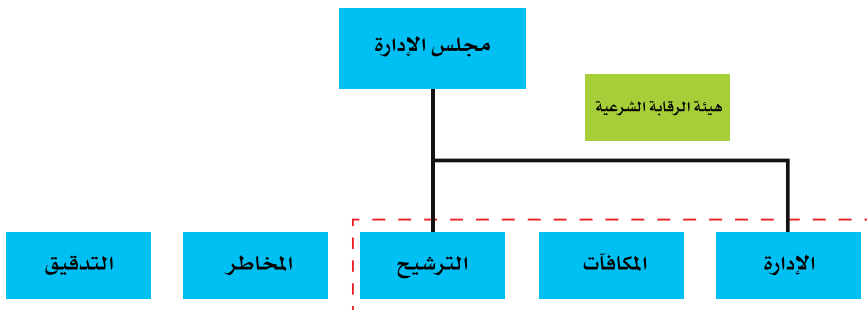 مجلس الإدارة
هيئة الرقابة الشرعية
الإدارة
المكافآت
الترشيح
المخاطر
التدقيق